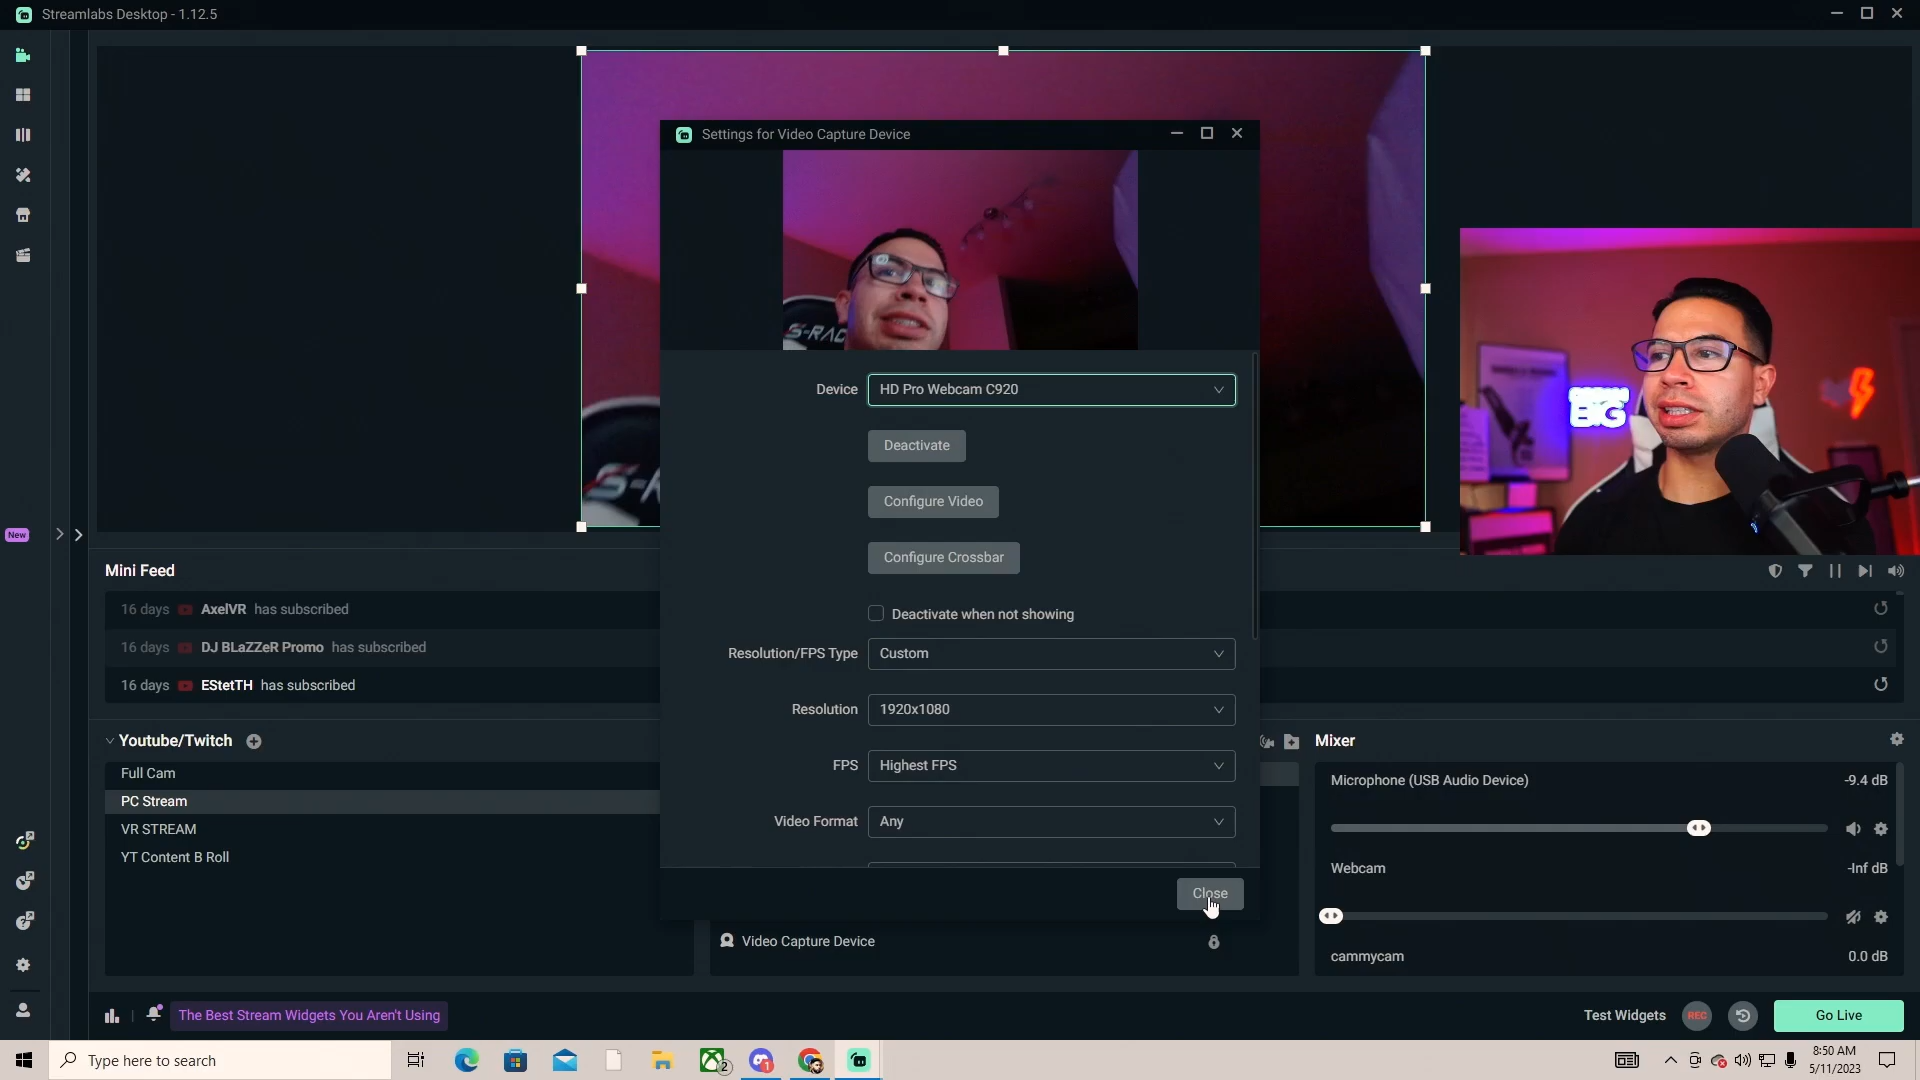 Streamlabs Desktop - 1.12.5
Settings for Video Capture Device
S-RAC
Device
HD Pro Webcam C920
Deactivate
Configure Video
Configure Crossbar
Deactivate when not showing
Resolution/FPS Type
Custom
Resolution
1920x1080
FPS
Highest FPS
Video Format
Any
Close
BIG
New
Mini Feed
16 days AxelVR has subscribed
16 days DJ BLaZZeR Promo has subscribed
16 days EStetTH has subscribed
Youtube/Twitch
Full Cam
PC Stream
VR STREAM
YT Content B Roll
Video Capture Device
Mixer
Microphone (USB Audio Device)
-9.4 dB
Webcam
-Inf dB
cammycam
0.0 dB
The Best Stream Widgets You Aren't Using
Test Widgets
REC
Go Live
Type here to search
2
1
8:50 AM
5/11/2023